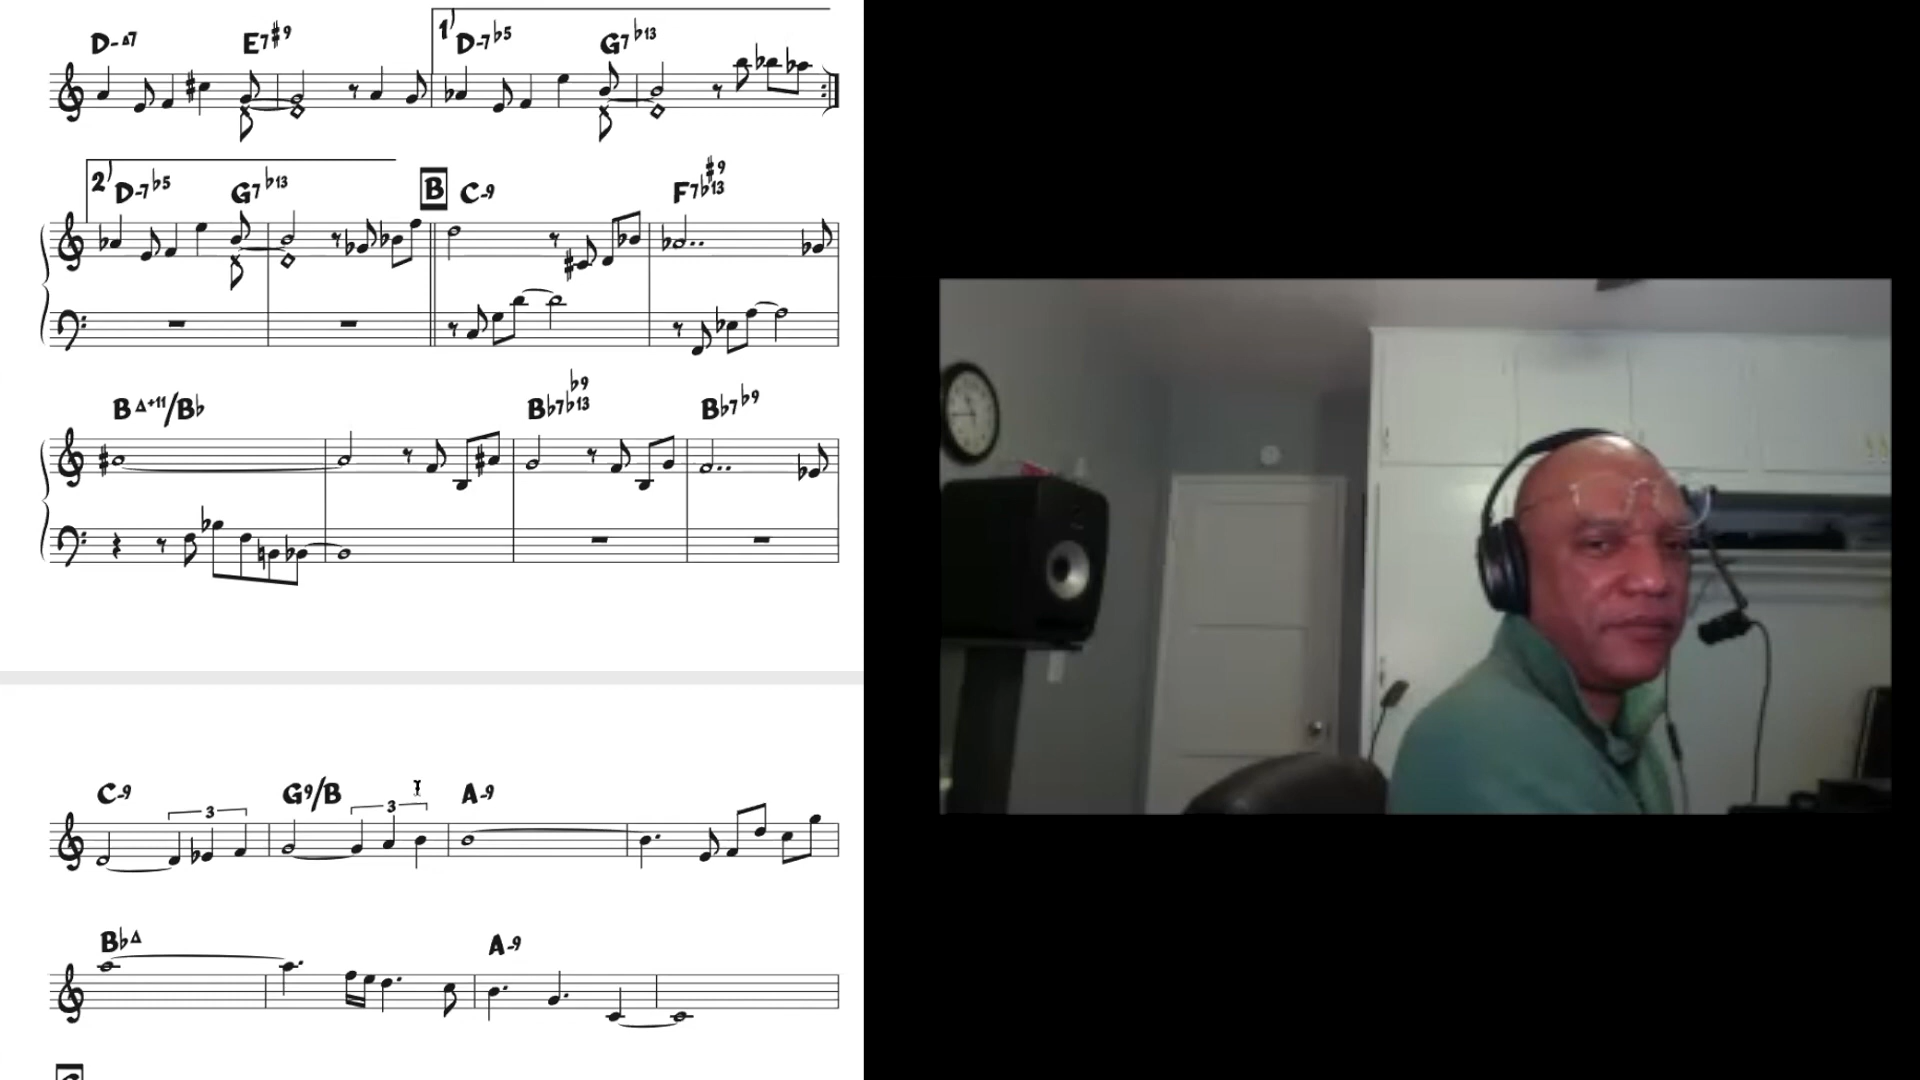 D-Δ7 E7#9 1) D-7b5 G7b13
2) D-7b5 G7b13 B C-9 F7#9b13
BΔ+11/Bb Bb7b9b13 Bb7b9
C-9 3 G9/B 3 A-9
BbΔ A-9